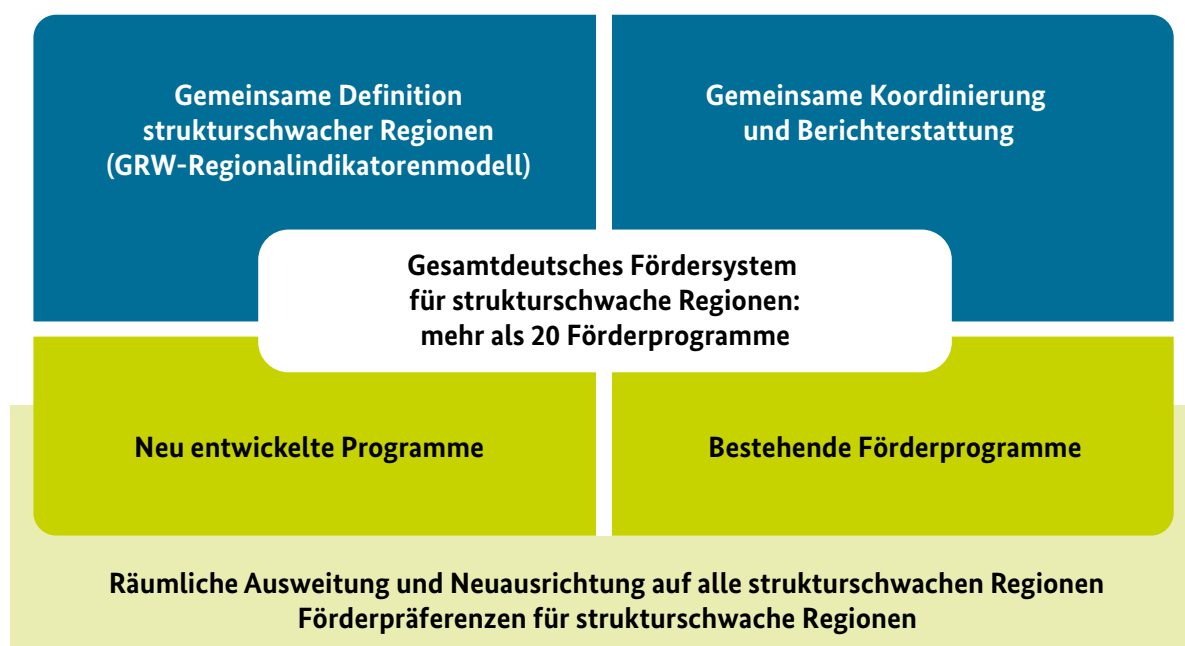 Gemeinsame Definition
strukturschwacher Regionen
(GRW-Regionalindikatorenmodell)
Gemeinsame Koordinierung
und Berichterstattung
Gesamtdeutsches Fördersystem
für strukturschwache Regionen:
mehr als 20 Förderprogramme
Neu entwickelte Programme
Bestehende Förderprogramme
Räumliche Ausweitung und Neuausrichtung auf alle strukturschwachen Regionen
Förderpräferenzen für strukturschwache Regionen